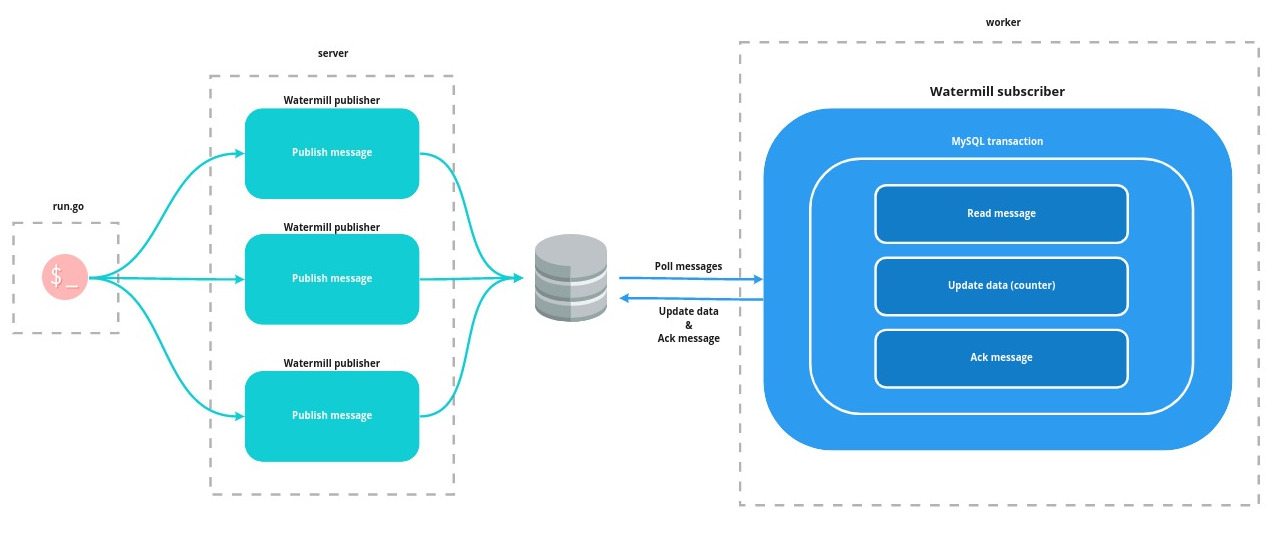 run.go
$_
server
Watermill publisher
Publish message
Watermill publisher
Publish message
Watermill publisher
Publish message
Poll messages
Update data
&
Ack message
worker
Watermill subscriber
MySQL transaction
Read message
Update data (counter)
Ack message